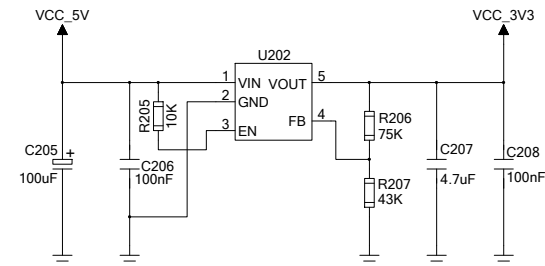 VCC_5V
VCC_3V3
U202
1
VIN
VOUT
5
2
GND
FB
4
3
EN
R205
10K
R206
75K
C205
+
100uF
C206
100nF
R207
43K
C207
4.7uF
C208
100nF